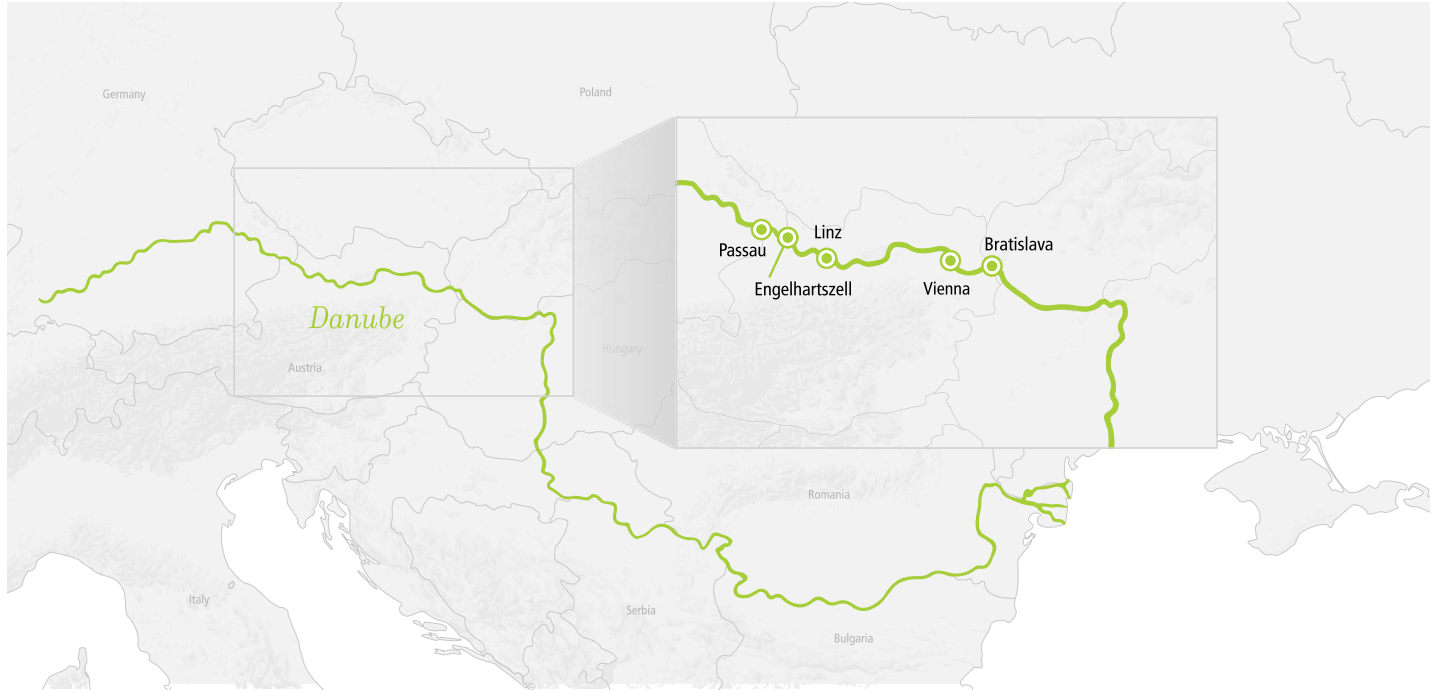 Germany
Poland
Linz
Passau
Bratislava
Engelhartszell
Vienna
Danube
Hungary
Austria
Romania
Italy
Serbia
Bulgaria